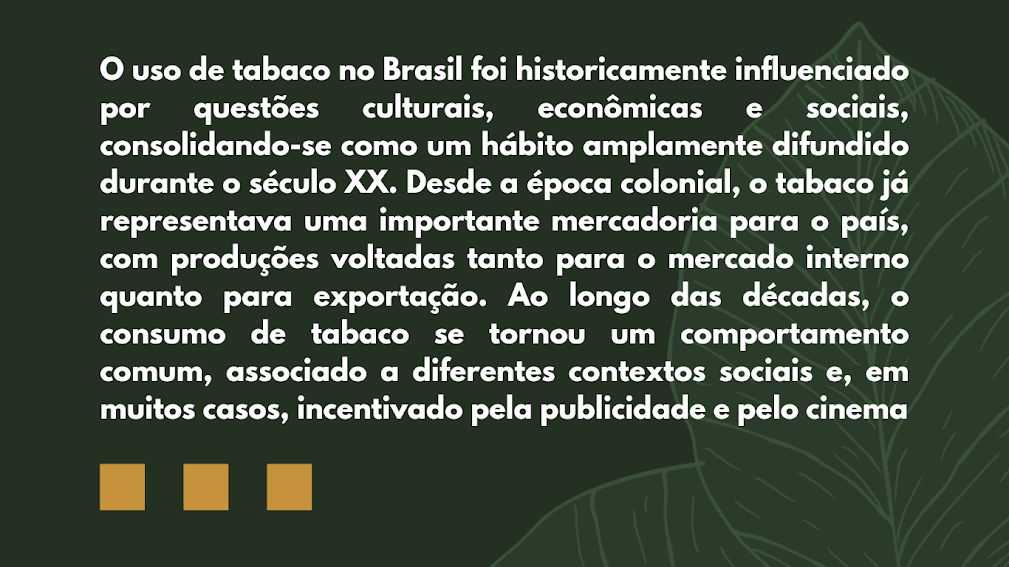 O uso de tabaco no Brasil foi historicamente influenciado
por questões culturais, econômicas e sociais,
consolidando-se como um hábito amplamente difundido
durante o século XX. Desde a época colonial, o tabaco já
representava uma importante mercadoria para o país,
com produções voltadas tanto para o mercado interno
quanto para exportação. Ao longo das décadas, o
consumo de tabaco se tornou um comportamento
comum, associado a diferentes contextos sociais e, em
muitos casos, incentivado pela publicidade e pelo cinema